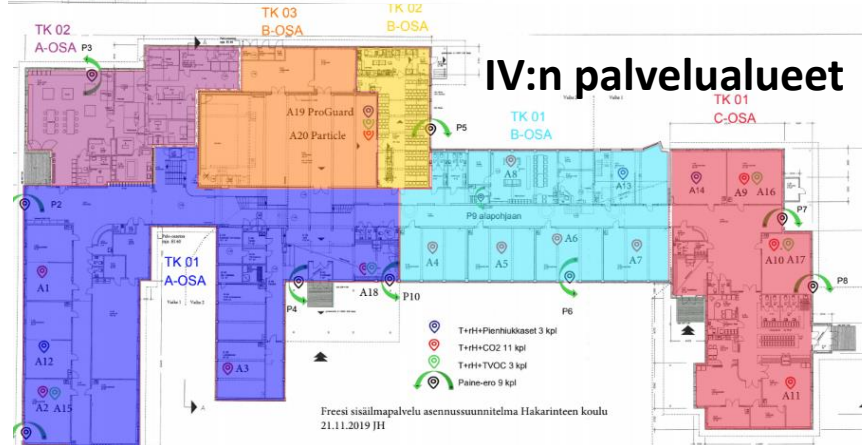 IV:n palvelualueet
TK 02
A-OSA
TK 03
B-OSA
TK 02
B-OSA
TK 01
B-OSA
TK 01
C-OSA
TK 01
A-OSA
P3
A19 ProGuard
A20 Particle
P5
P2
A8
A13
A14
A9
A16
P9 alapohjaan
P7
A4
A5
A6
A7
A10
A17
P8
A1
P4
A18
P10
P6
A12
A3
A2
A15
A11
T+rH+Pienhiukkaset 3 kpl
T+rH+CO2 11 kpl
T+rH+TVOC 3 kpl
Paine-ero 9 kpl
Freesi sisäilmapalvelu asennussuunnitelma Hakarinteen koulu
21.11.2019 JH